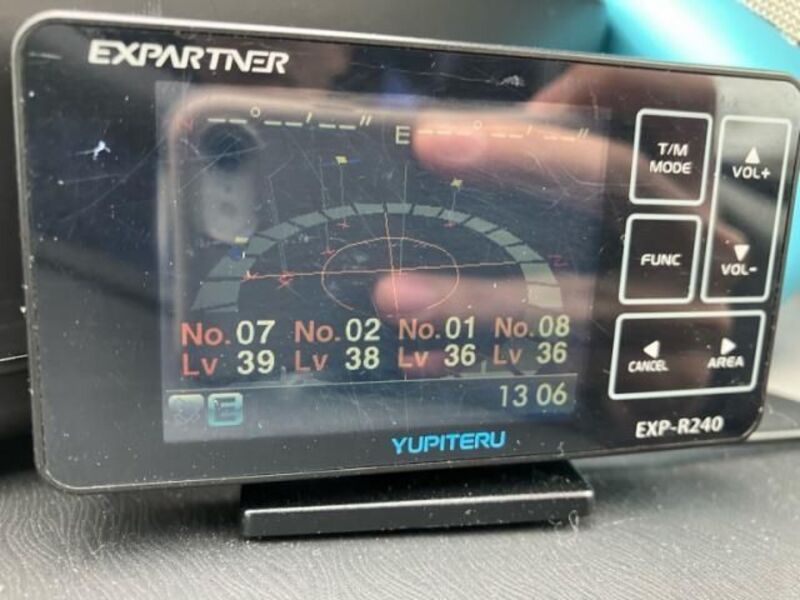 EXPARTNER
--°--'--"
E---°--'--"
T/M
MODE
VOL+
FUNC
VOL-
No.07 No.02 No.01 No.08
Lv 39 Lv 38 Lv 36 Lv 36
CANCEL
AREA
E
13 06
YUPITERU
EXP-R240